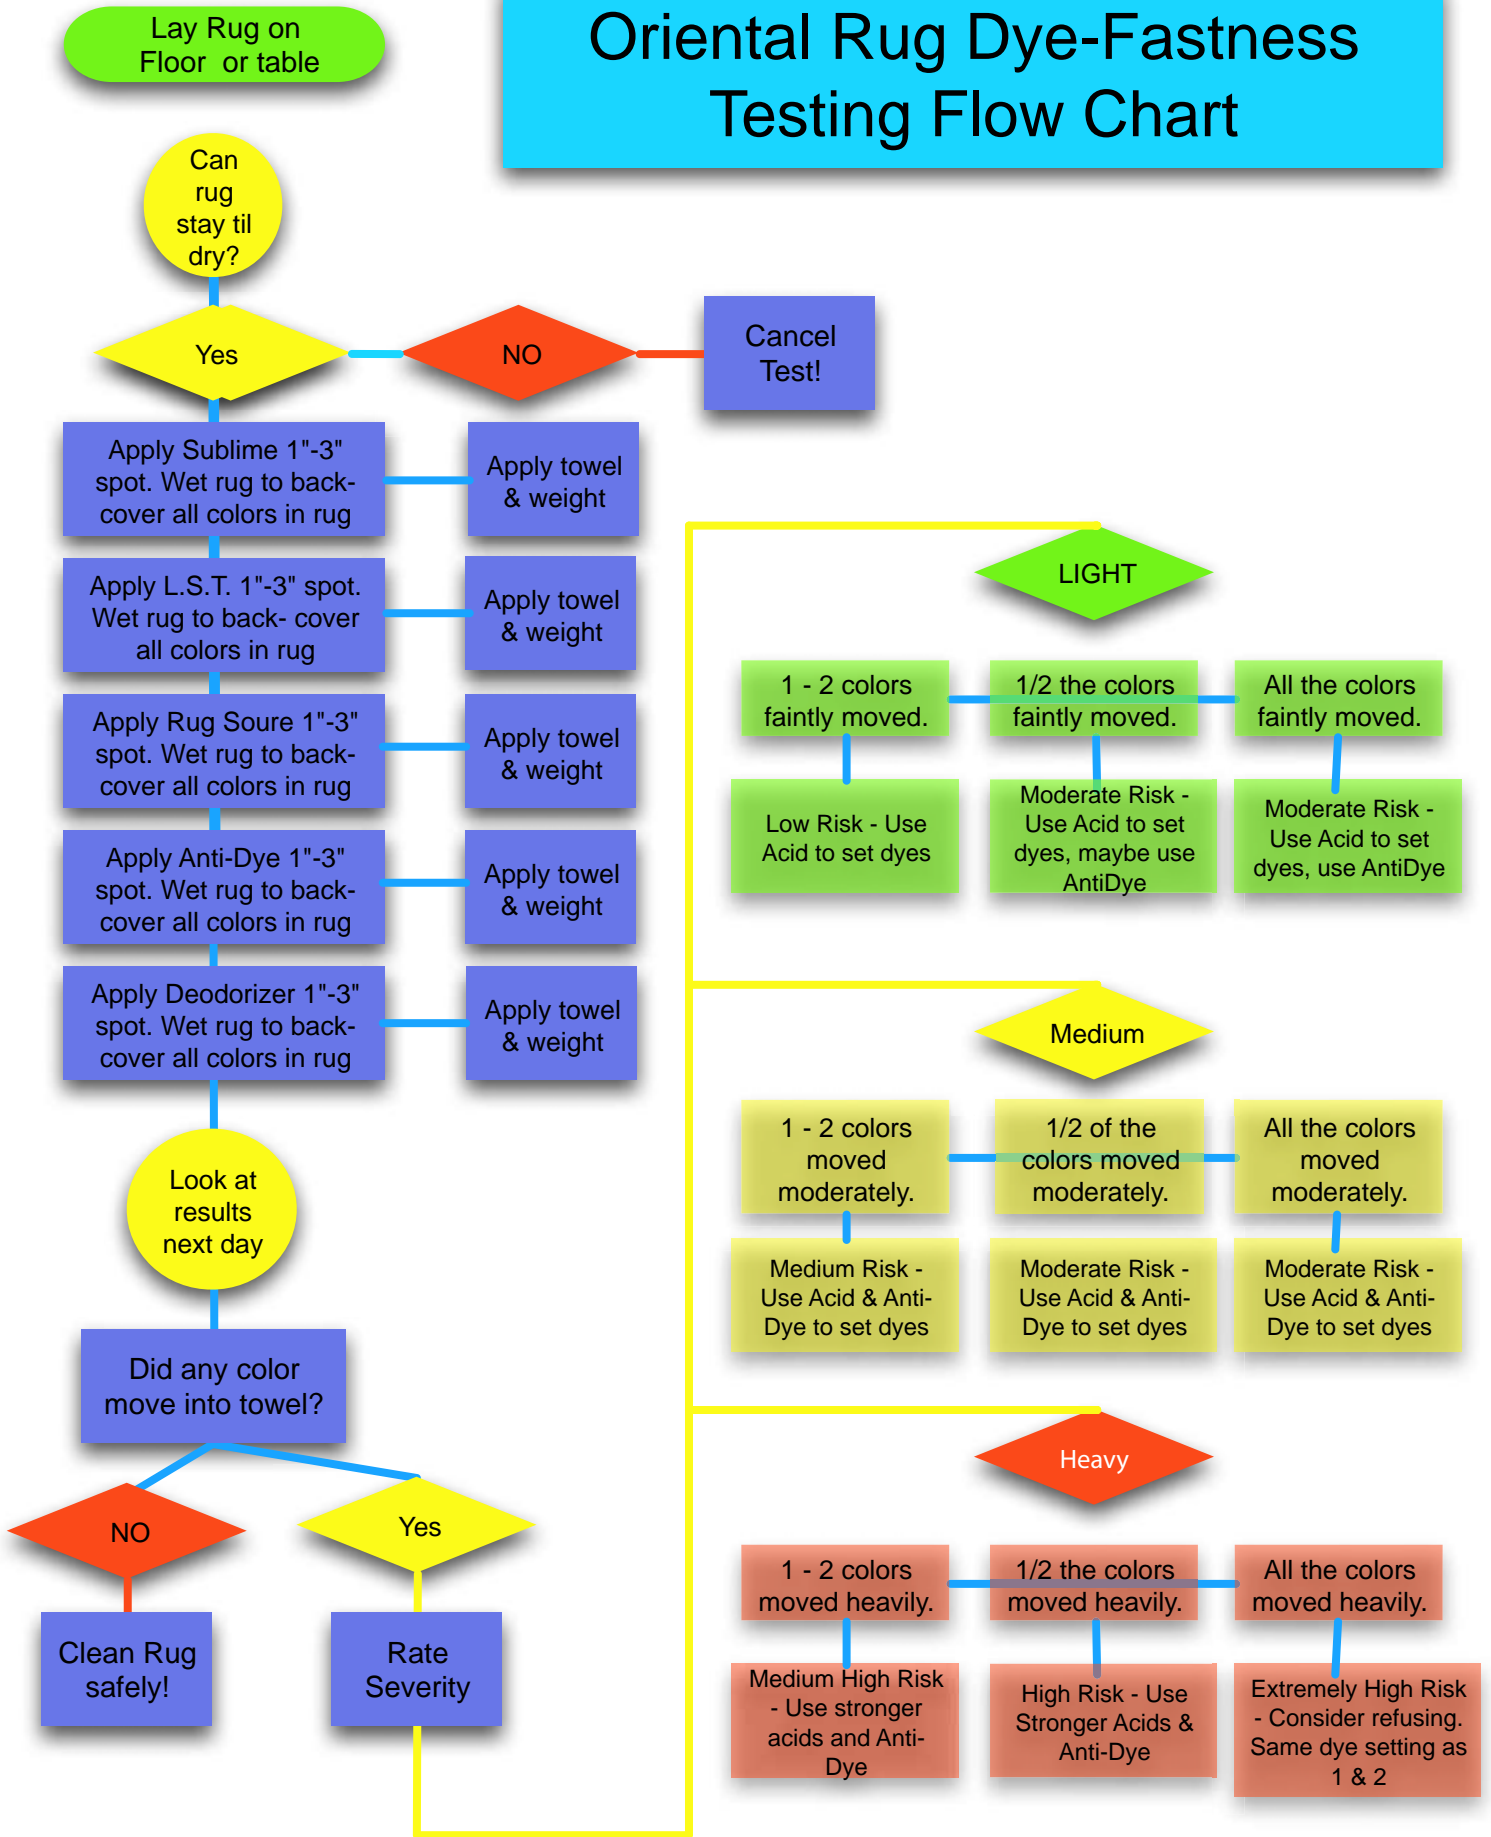 Lay Rug on
Floor or table
Oriental Rug Dye-Fastness
Testing Flow Chart
Can
rug
stay til
dry?
Yes
NO
Cancel
Test!
Apply Sublime 1"-3"
spot. Wet rug to back-
cover all colors in rug
Apply towel
& weight
Apply L.S.T. 1"-3" spot.
Wet rug to back- cover
all colors in rug
Apply towel
& weight
Apply Rug Soure 1"-3"
spot. Wet rug to back-
cover all colors in rug
Apply towel
& weight
Apply Anti-Dye 1"-3"
spot. Wet rug to back-
cover all colors in rug
Apply towel
& weight
Apply Deodorizer 1"-3"
spot. Wet rug to back-
cover all colors in rug
Apply towel
& weight
Look at
results
next day
Did any color
move into towel?
NO
Yes
Clean Rug
safely!
Rate
Severity
LIGHT
1 - 2 colors
faintly moved.
1/2 the colors
faintly moved.
All the colors
faintly moved.
Low Risk - Use
Acid to set dyes
Moderate Risk -
Use Acid to set
dyes, maybe use
AntiDye
Moderate Risk -
Use Acid to set
dyes, use AntiDye
Medium
1 - 2 colors
moved
moderately.
1/2 of the
colors moved
moderately.
All the colors
moved
moderately.
Medium Risk -
Use Acid & Anti-
Dye to set dyes
Moderate Risk -
Use Acid & Anti-
Dye to set dyes
Moderate Risk -
Use Acid & Anti-
Dye to set dyes
Heavy
1 - 2 colors
moved heavily.
1/2 the colors
moved heavily.
All the colors
moved heavily.
Medium High Risk
- Use stronger
acids and Anti-
Dye
High Risk - Use
Stronger Acids &
Anti-Dye
Extremely High Risk
- Consider refusing.
Same dye setting as
1 & 2